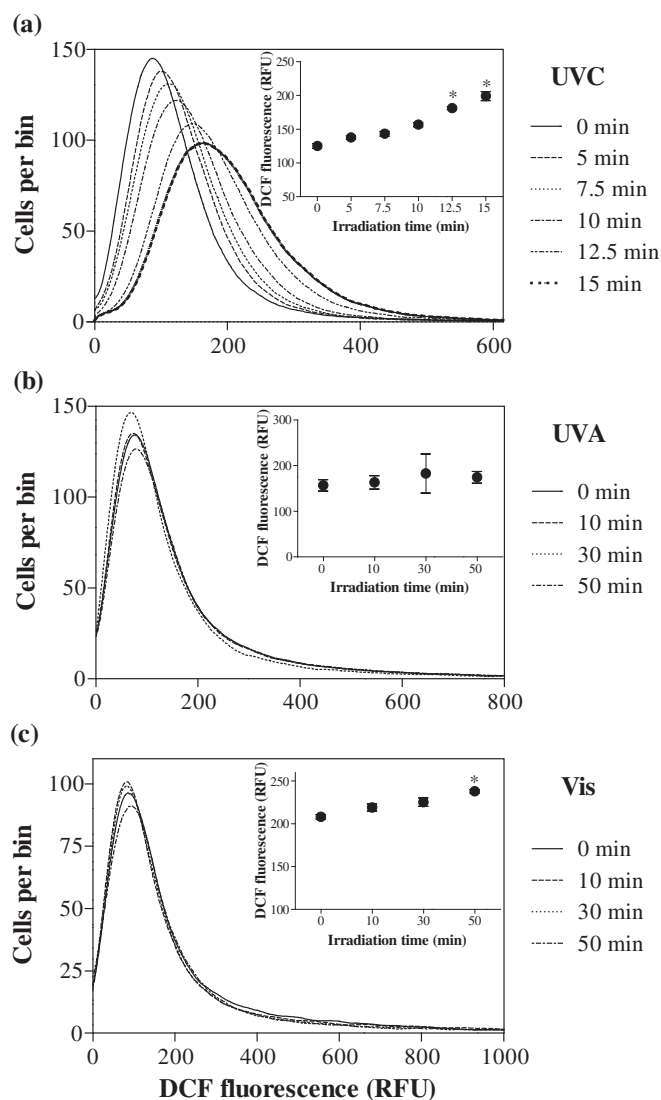 (a)
150
100
50
0
Cells per bin
0
200
400
600
DCF fluorescence (RFU)
200
150
100
50
*
*
0
5
7.5
10
12.5
15
Irradiation time (min)
UVC
0 min
5 min
7.5 min
10 min
12.5 min
15 min
(b)
150
100
50
0
Cells per bin
0
200
400
600
800
DCF fluorescence (RFU)
300
200
100
0
0
10
30
50
Irradiation time (min)
UVA
0 min
10 min
30 min
50 min
(c)
100
75
50
25
0
Cells per bin
0
200
400
600
800
1000
DCF fluorescence (RFU)
DCF fluorescence (RFU)
250
200
150
100
*
0
10
30
50
Irradiation time (min)
Vis
0 min
10 min
30 min
50 min